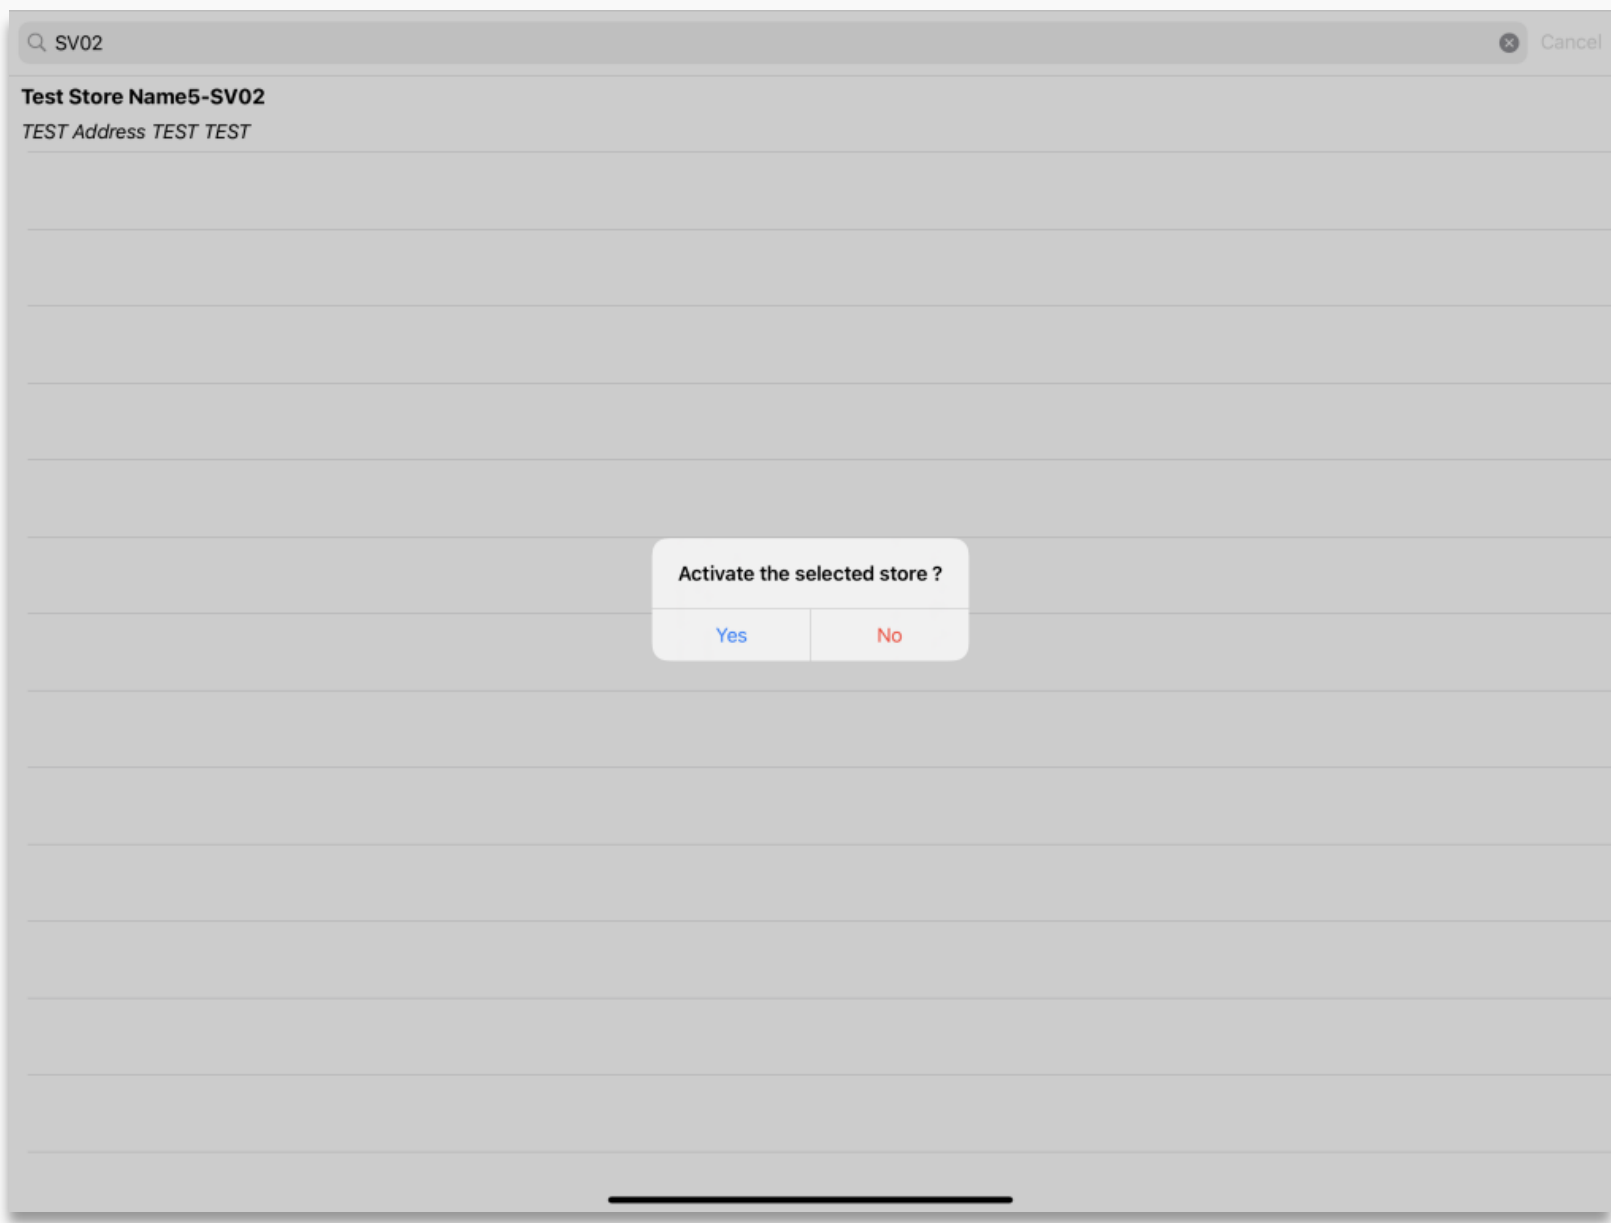 SV02
Cancel
Test Store Name5-SV02
TEST Address TEST TEST
Activate the selected store ?
Yes
No